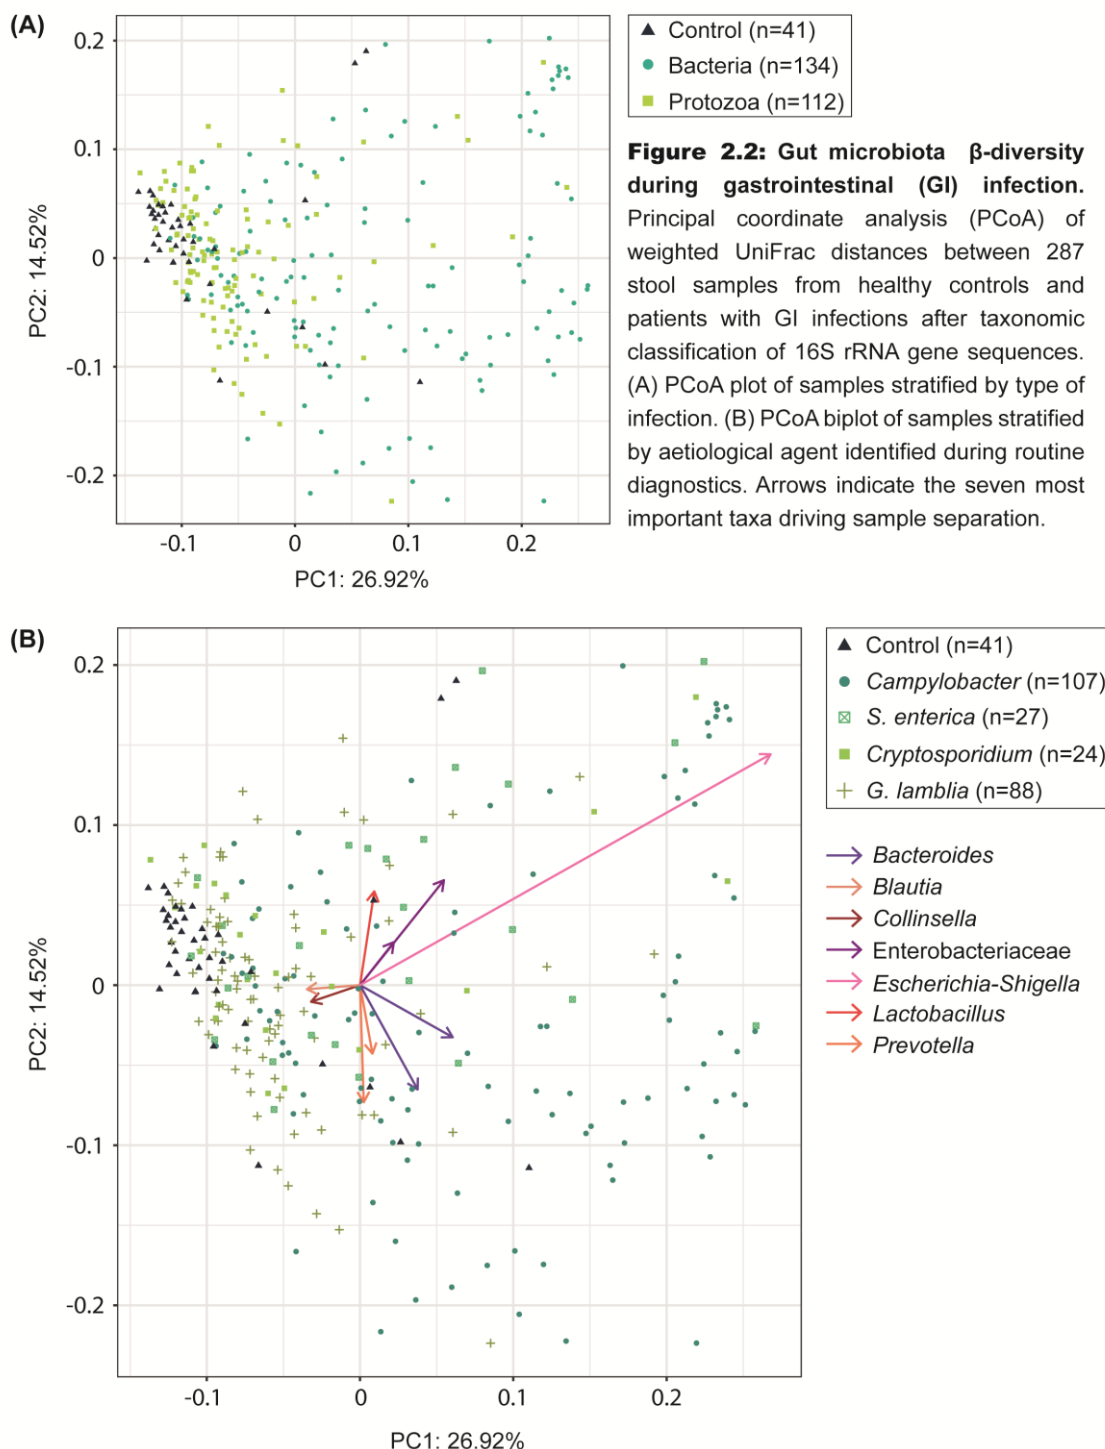 (A)
0.2
0.1
0
-0.1
-0.2
PC2: 14.52%
-0.1
0
0.1
0.2
PC1: 26.92%
Control (n=41)
Bacteria (n=134)
Protozoa (n=112)
Figure 2.2: Gut microbiota β-diversity
during gastrointestinal (GI) infection.
Principal coordinate analysis (PCoA) of
weighted UniFrac distances between 287
stool samples from healthy controls and
patients with GI infections after taxonomic
classification of 16S rRNA gene sequences.
(A) PCoA plot of samples stratified by type of
infection. (B) PCoA biplot of samples stratified
by aetiological agent identified during routine
diagnostics. Arrows indicate the seven most
important taxa driving sample separation.
(B)
0.2
0.1
0
-0.1
-0.2
PC2: 14.52%
-0.1
0
0.1
0.2
PC1: 26.92%
Control (n=41)
Campylobacter (n=107)
S. enterica (n=27)
Cryptosporidium (n=24)
G. lamblia (n=88)
Bacteroides
Blautia
Collinsella
Enterobacteriaceae
Escherichia-Shigella
Lactobacillus
Prevotella